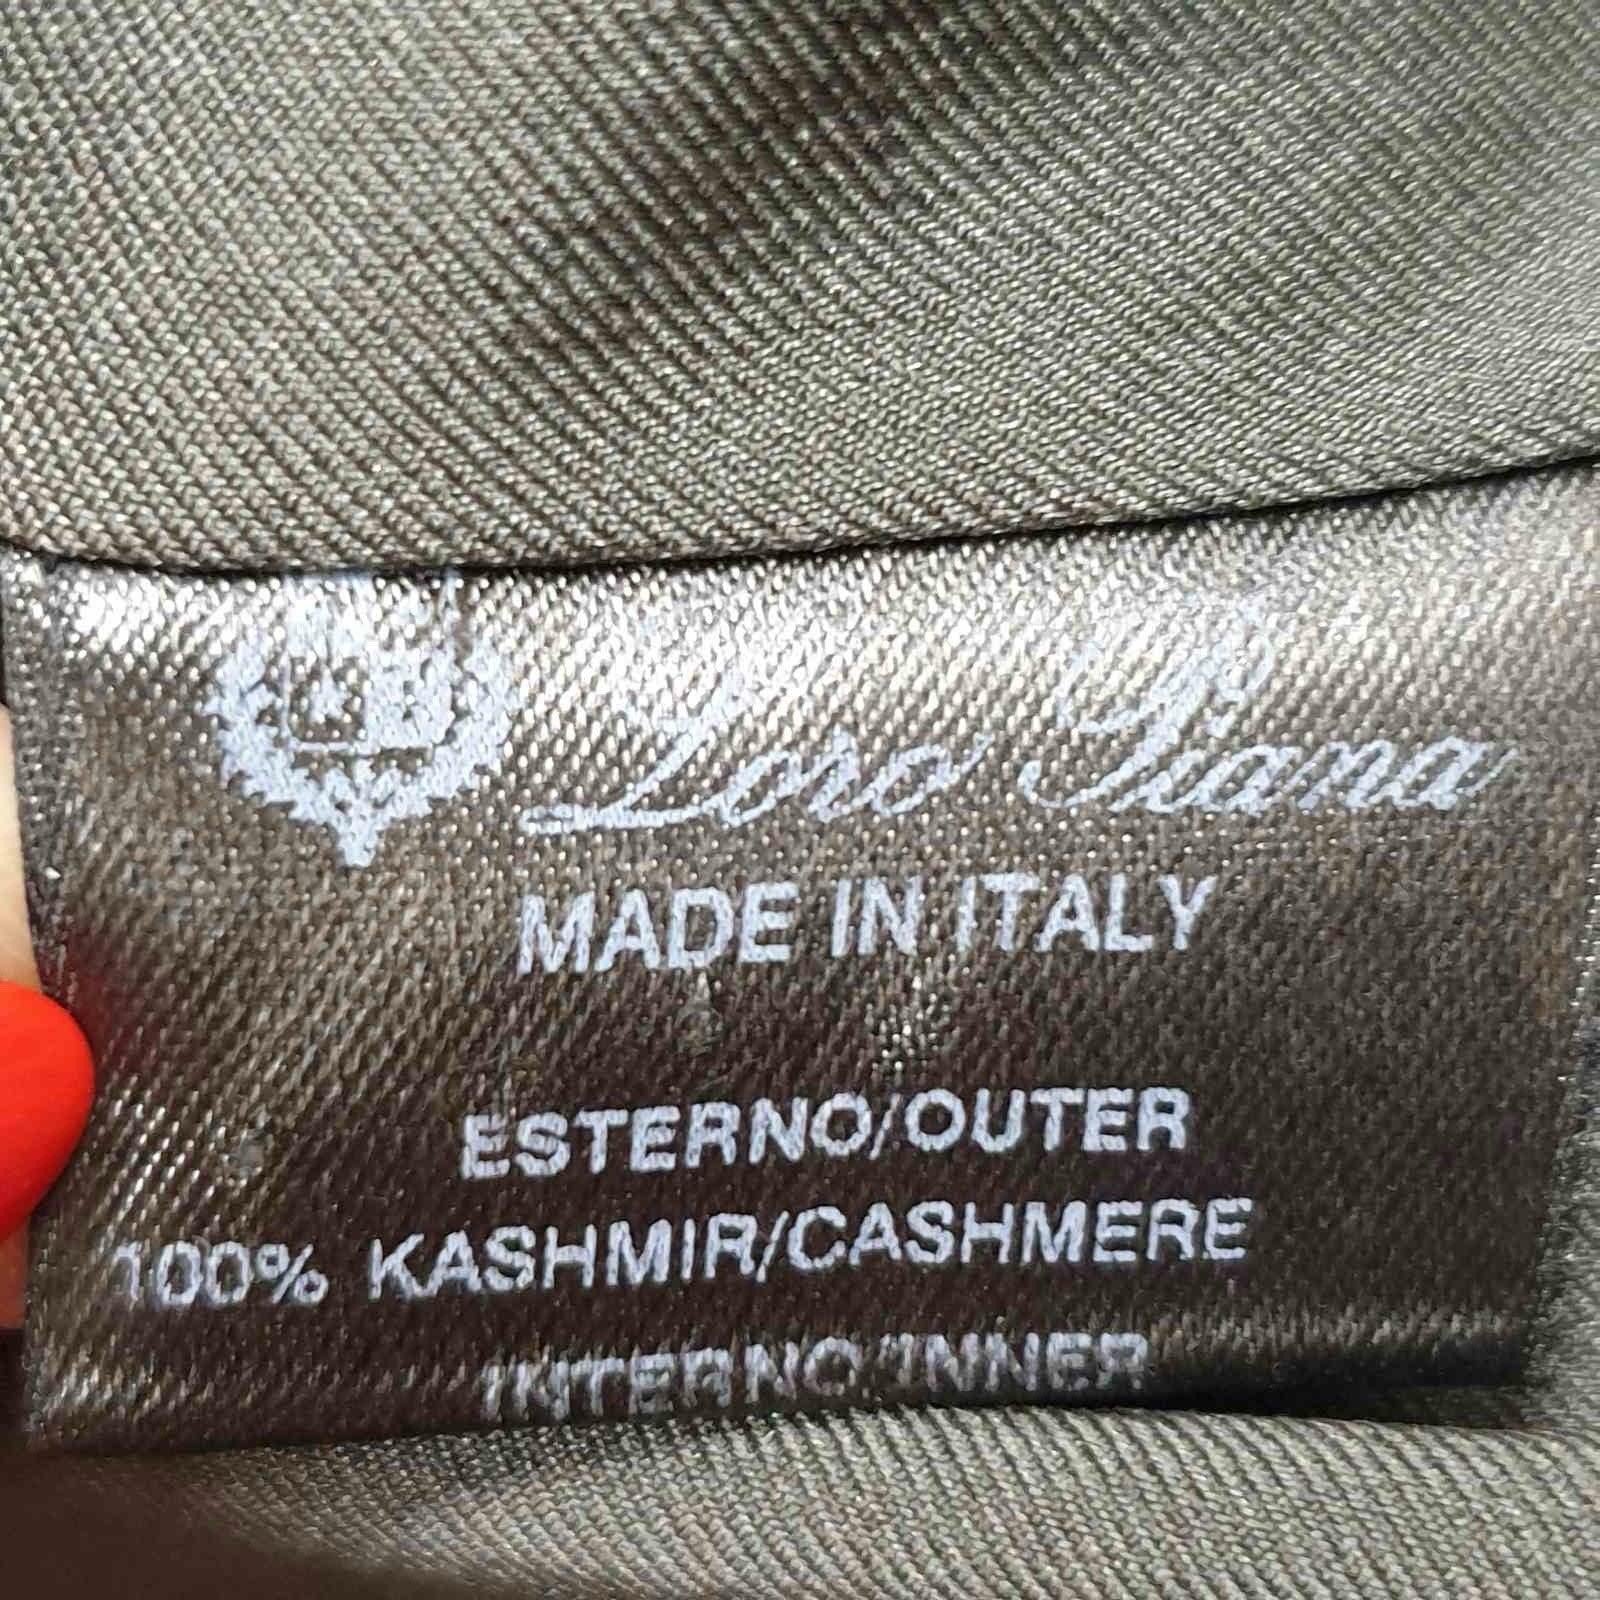 Loro Piana
MADE IN ITALY
ESTERNO/OUTER
100% KASHMIR/CASHMERE
INTERNO/INNER